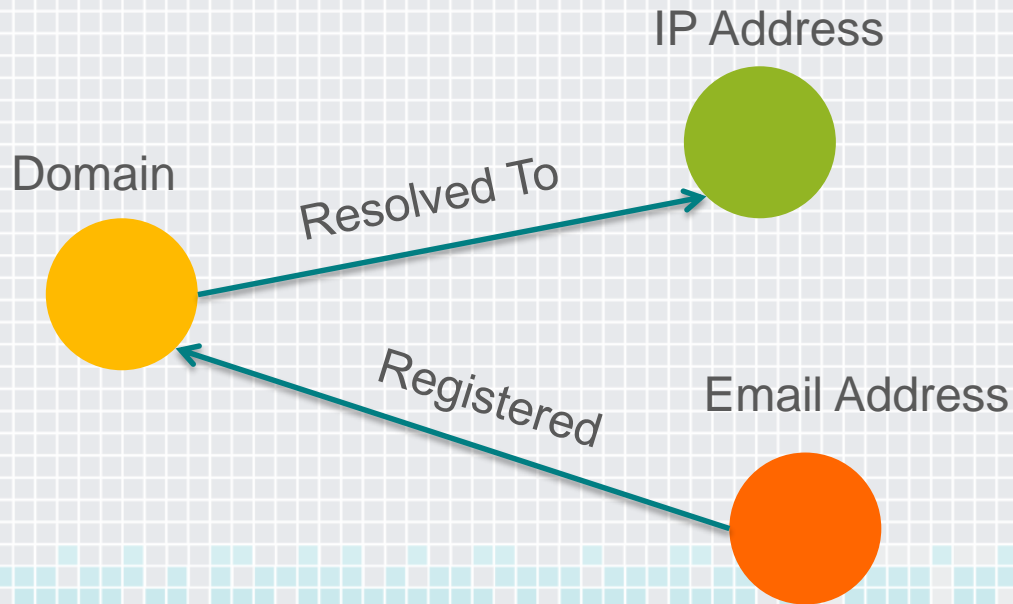 IP Address
Domain
Resolved To
Registered
Email Address